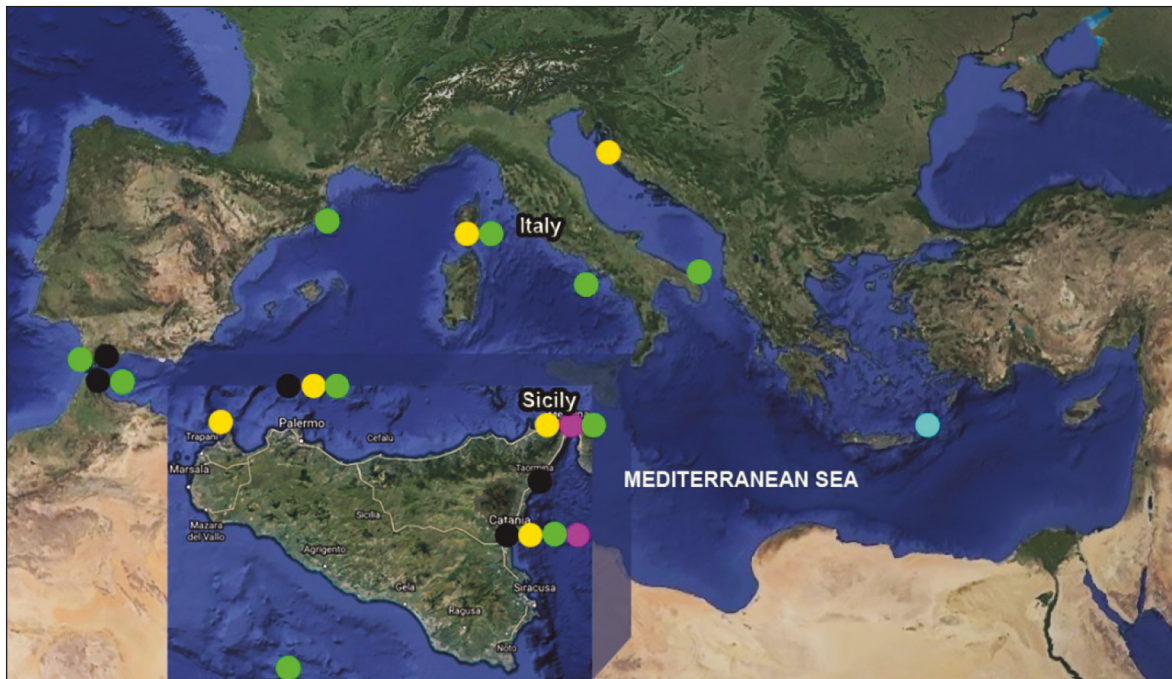 Italy
Sicily
Trapani
Palermo
Cefalù
Marsala
Taormina
Mazara
del Vallo
Sicilia
Catania
Agrigento
Gela
Siracusa
Ragusa
Noto
MEDITERRANEAN SEA